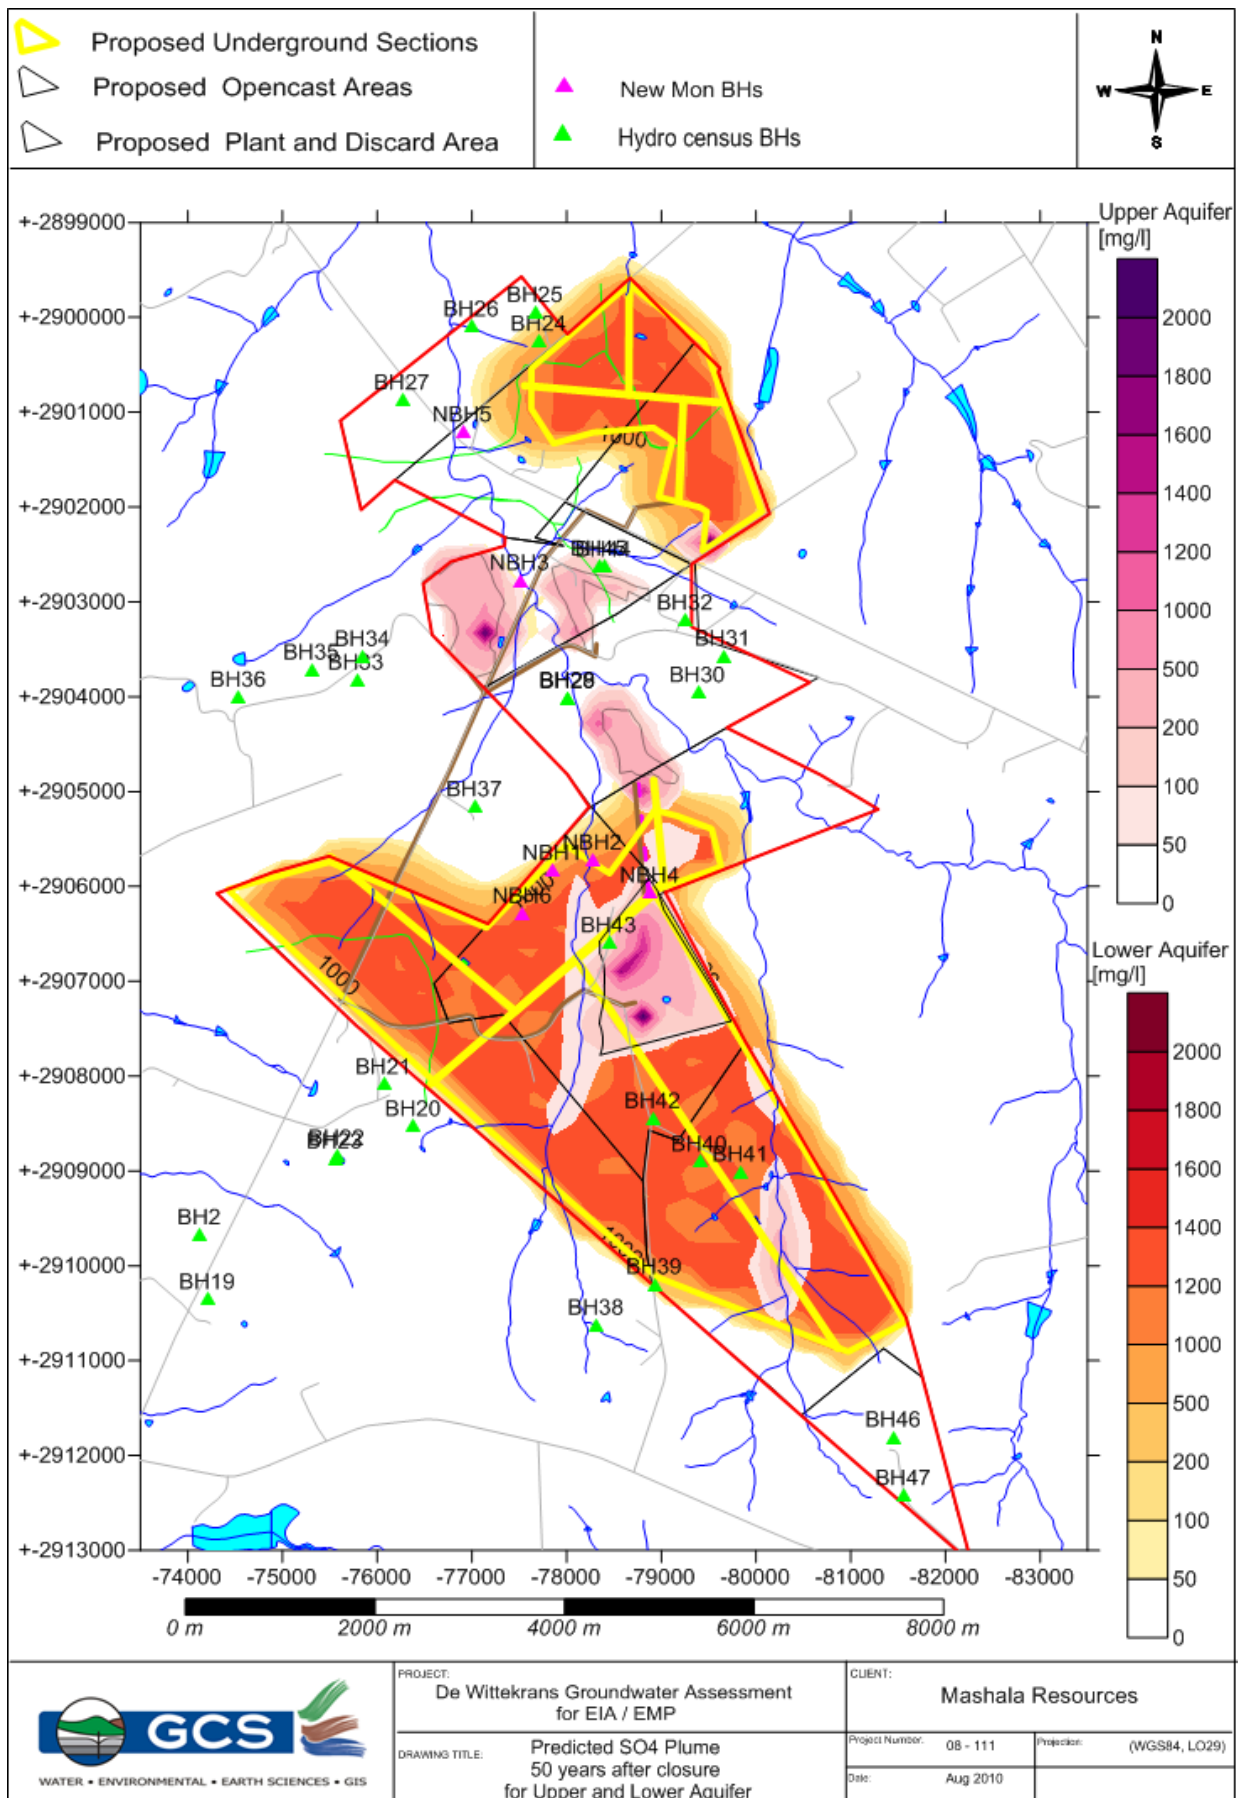 Proposed Underground Sections
Proposed Opencast Areas
Proposed Plant and Discard Area
New Mon BHs
Hydro census BHs
N
W
E
S
Upper Aquifer
[mg/l]
2000
1800
1600
1400
1200
1000
500
200
100
50
0
Lower Aquifer
[mg/l]
2000
1800
1600
1400
1200
1000
500
200
100
50
0
+-2899000
+-2900000
+-2901000
+-2902000
+-2903000
+-2904000
+-2905000
+-2906000
+-2907000
+-2908000
+-2909000
+-2910000
+-2911000
+-2912000
+-2913000
BH25
BH26
BH24
BH27
NBH5
1000
NBH3
BH32
BH31
BH34
BH35
BH33
BH36
BH30
BH37
NBH2
NBH1
NBH4
NBH6
BH43
1000
BH21
BH20
BH42
BH22
BH40
BH41
BH2
BH39
BH19
BH38
BH46
BH47
-74000 -75000 -76000 -77000 -78000 -79000 -80000 -81000 -82000 -83000
0 m 2000 m 4000 m 6000 m 8000 m
GCS
WATER • ENVIRONMENTAL • EARTH SCIENCES • GIS
PROJECT:
De Wittekrans Groundwater Assessment
for EIA / EMP
DRAWING TITLE:
Predicted SO4 Plume
50 years after closure
for Upper and Lower Aquifer
CLIENT:
Mashala Resources
Project Number:
08 - 111
Projection:
(WGS84, LO29)
Date:
Aug 2010